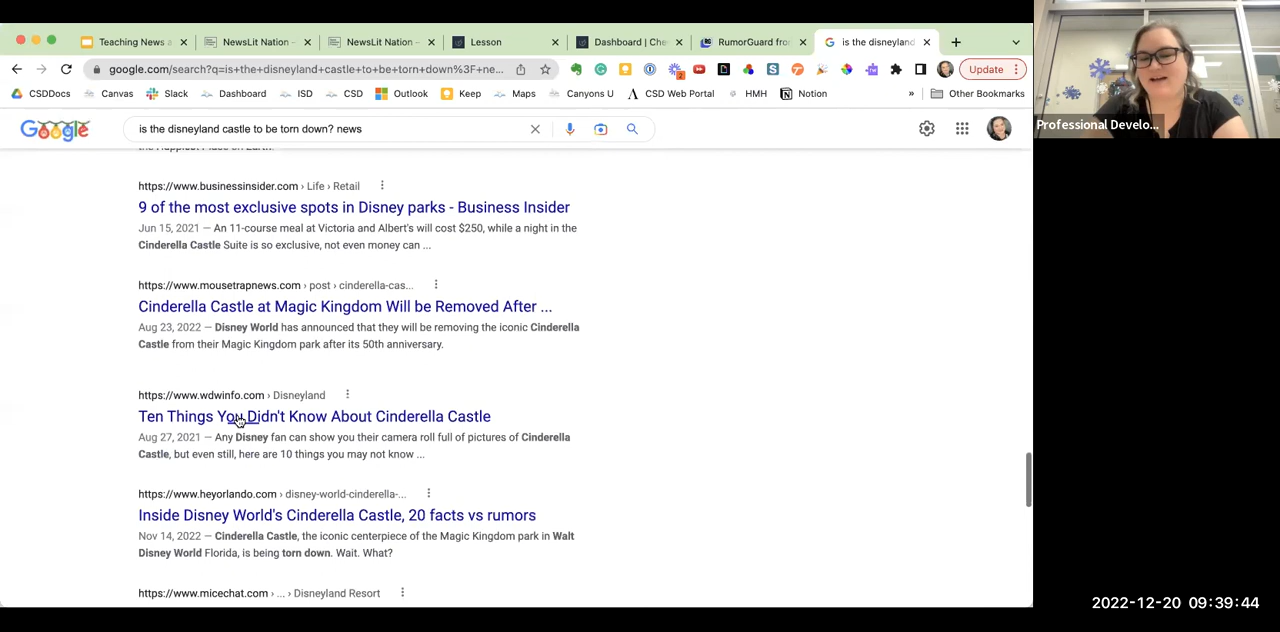 Teaching News a
NewsLit Nation -
NewsLit Nation -
Lesson
Dashboard | Che
RumorGuard from
is the disneyland
google.com/search?q=is+the+disneyland+castle+to+be+torn+down%3F+ne...
Update
CSDDocs
Canvas
Slack
Dashboard
ISD
CSD
Outlook
Keep
Maps
Canyons U
CSD Web Portal
HMH
Notion
»
Other Bookmarks
Professional Develo...
Google
is the disneyland castle to be torn down? news
https://www.businessinsider.com › Life › Retail
9 of the most exclusive spots in Disney parks - Business Insider
Jun 15, 2021 — An 11-course meal at Victoria and Albert's will cost $250, while a night in the
Cinderella Castle Suite is so exclusive, not even money can ...
https://www.mousetrapnews.com › post › cinderella-cas...
Cinderella Castle at Magic Kingdom Will be Removed After ...
Aug 23, 2022 — Disney World has announced that they will be removing the iconic Cinderella
Castle from their Magic Kingdom park after its 50th anniversary.
https://www.wdwinfo.com › Disneyland
Ten Things You Didn't Know About Cinderella Castle
Aug 27, 2021 — Any Disney fan can show you their camera roll full of pictures of Cinderella
Castle, but even still, here are 10 things you may not know ...
https://www.heyorlando.com › disney-world-cinderella-...
Inside Disney World's Cinderella Castle, 20 facts vs rumors
Nov 14, 2022 — Cinderella Castle, the iconic centerpiece of the Magic Kingdom park in Walt
Disney World Florida, is being torn down. Wait. What?
https://www.micechat.com › ... › Disneyland Resort
2022-12-20 09:39:44